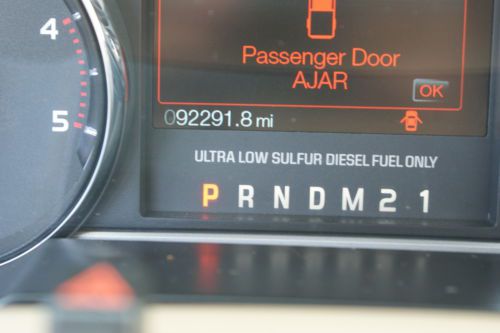 4
5
Passenger Door
AJAR
OK
092291.8 mi
ULTRA LOW SULFUR DIESEL FUEL ONLY
P R N D M 2 1